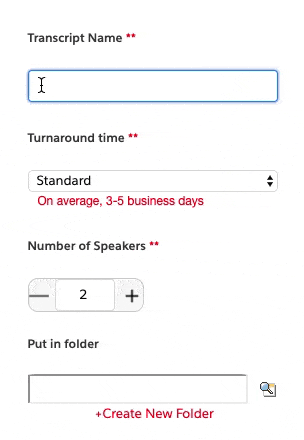 Transcript Name **
Turnaround time **
Standard
On average, 3-5 business days
Number of Speakers **
— 2 +
Put in folder
+Create New Folder